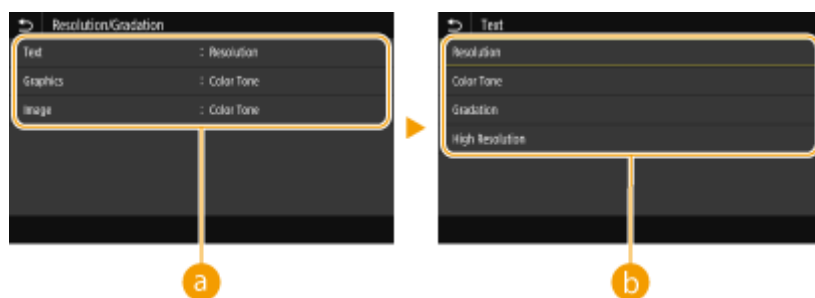 Resolution/Gradation
Text : Resolution
Graphics : Color Tone
Image : Color Tone
a
Text
Resolution
Color Tone
Gradation
High Resolution
b